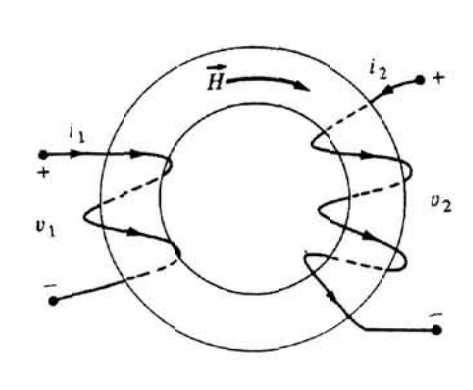 H⃗
i₂
+
i₁
+
v₁
v₂
−
−